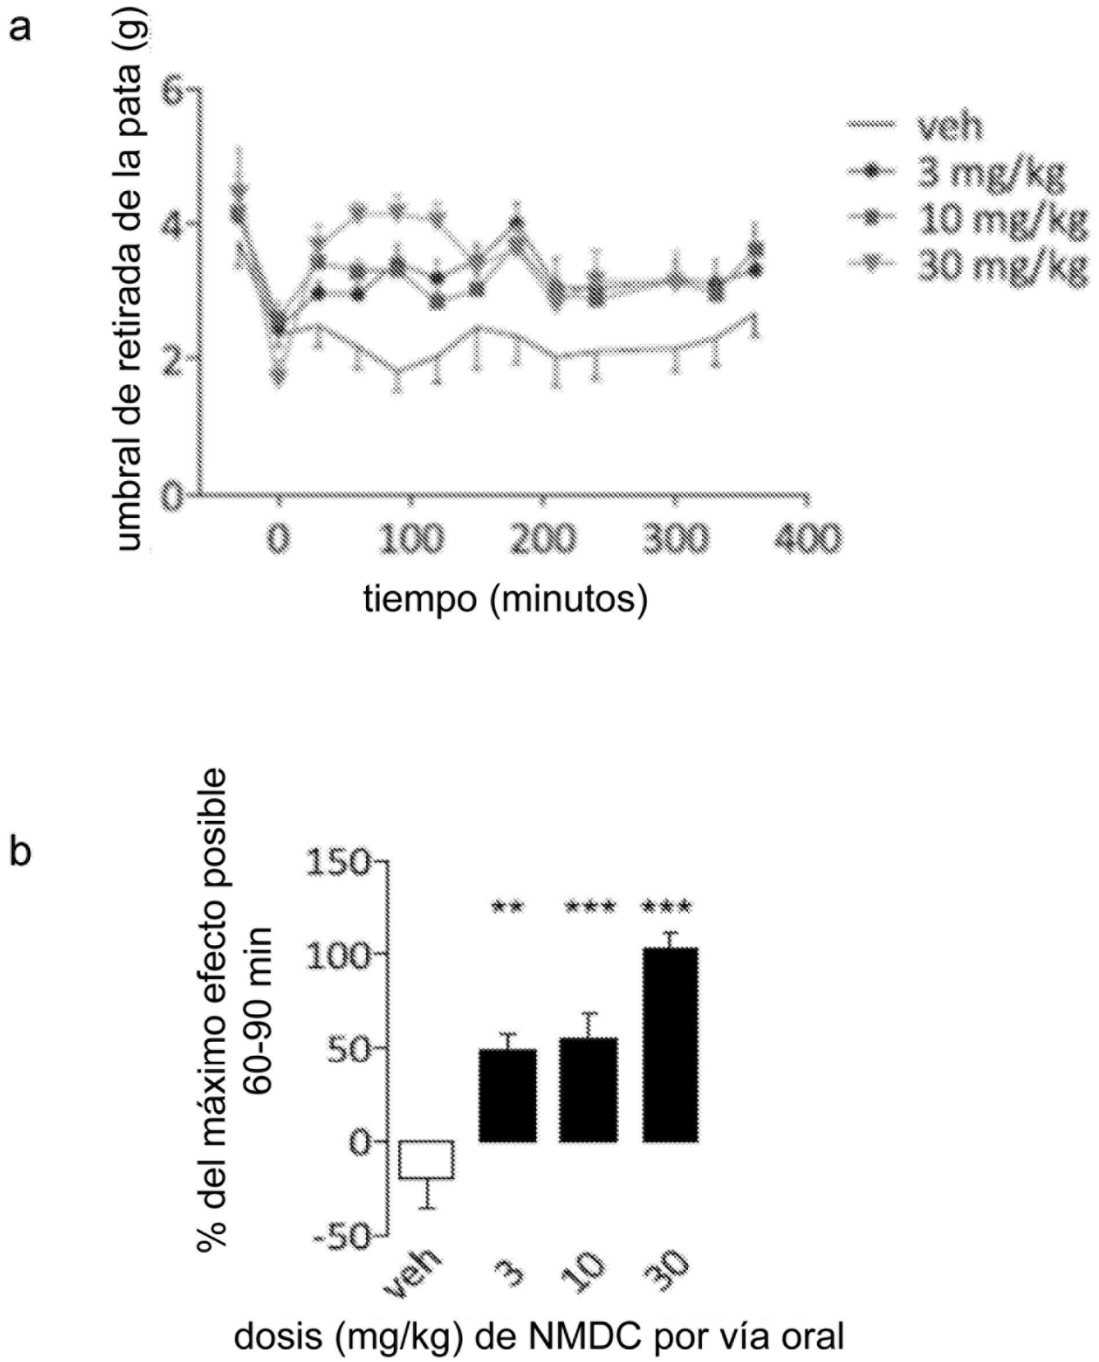 a
umbral de retirada de la pata (g)
6
4
2
0
0 100 200 300 400
tiempo (minutos)
veh
3 mg/kg
10 mg/kg
30 mg/kg
b
% del máximo efecto posible
60-90 min
150
100
50
0
-50
** *** ***
veh 3 10 30
dosis (mg/kg) de NMDC por vía oral